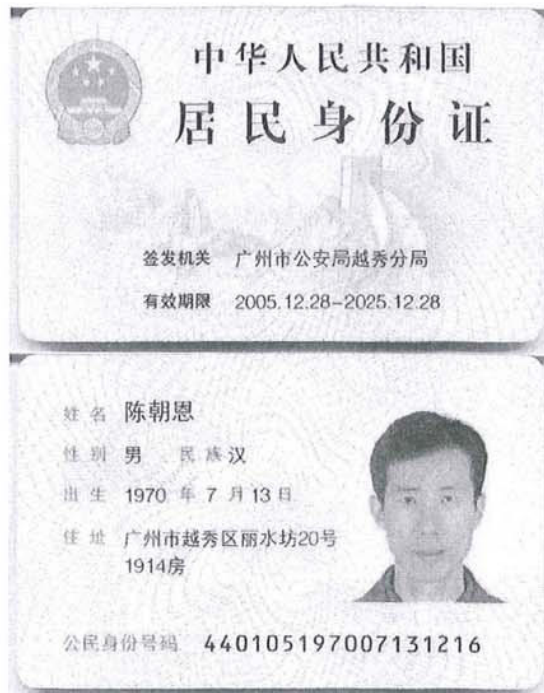 中华人民共和国
居民身份证
签发机关 广州市公安局越秀分局
有效期限 2005.12.28-2025.12.28
姓名 陈朝恩
性别 男 民族 汉
出生 1970 年 7 月 13 日
住址 广州市越秀区丽水坊20号
1914房
公民身份号码 440105197007131216